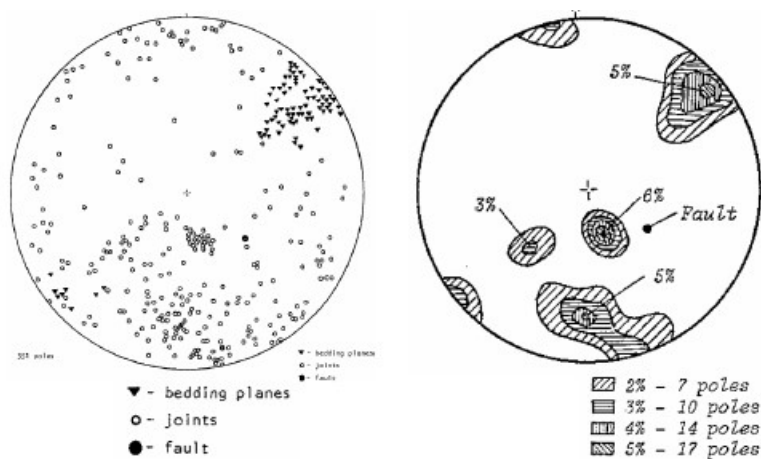 351 poles
▼ - bedding planes
○ - joints
● - fault
▼ - bedding planes
○ - joints
● - fault
5%
3%
6%
Fault
5%
2% - 7 poles
3% - 10 poles
4% - 14 poles
5% - 17 poles